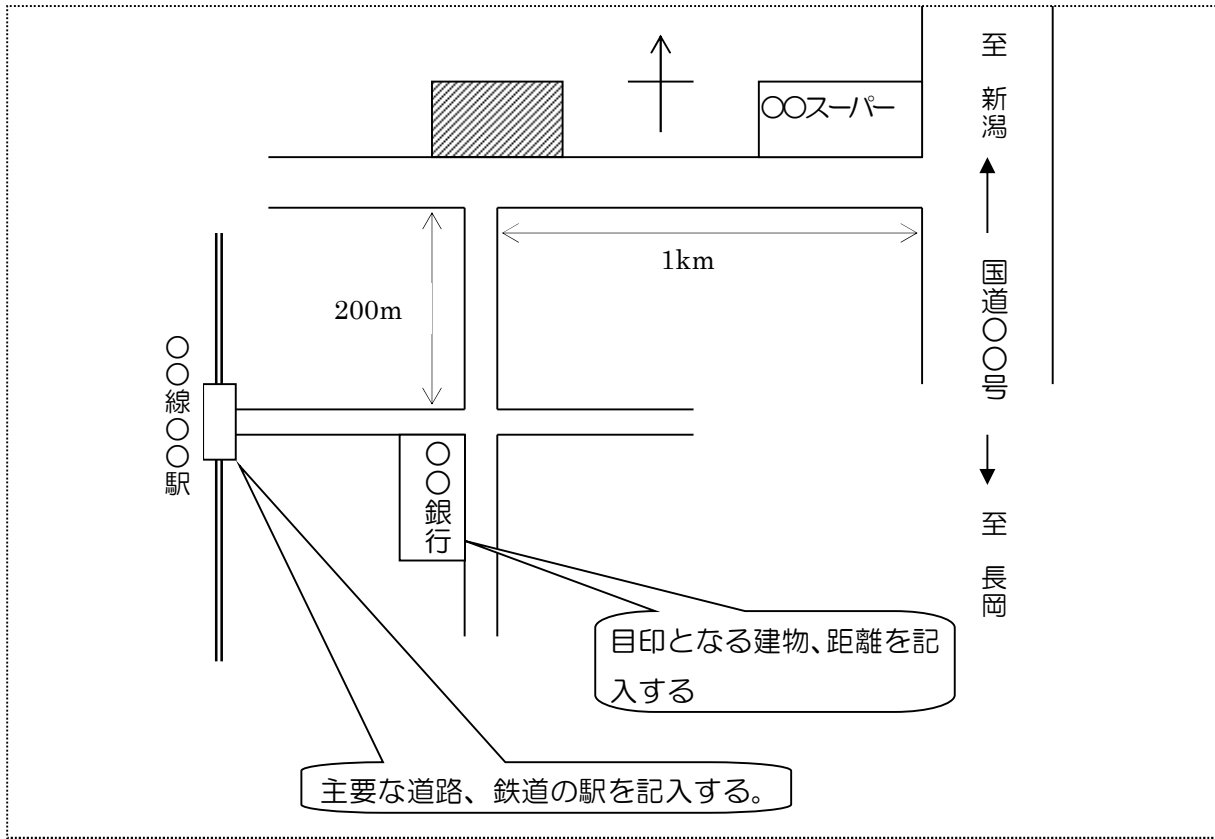 〇〇スーパー
至 新潟
国道〇〇号
至 長岡
1km
200m
〇〇線〇〇駅
〇〇銀行
目印となる建物、距離を記
入する
主要な道路、鉄道の駅を記入する。